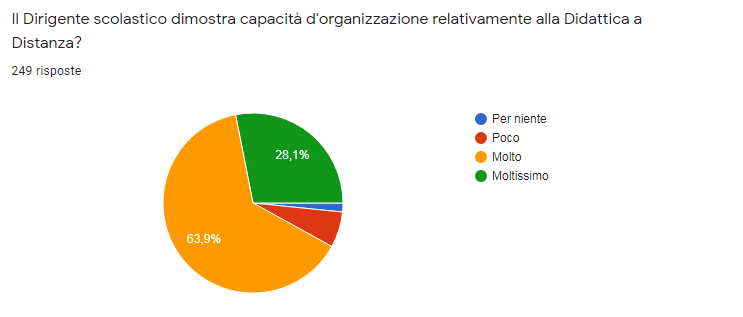 Il Dirigente scolastico dimostra capacità d'organizzazione relativamente alla Didattica a
Distanza?
249 risposte
Per niente
Poco
Molto
Moltissimo
28,1%
63,9%